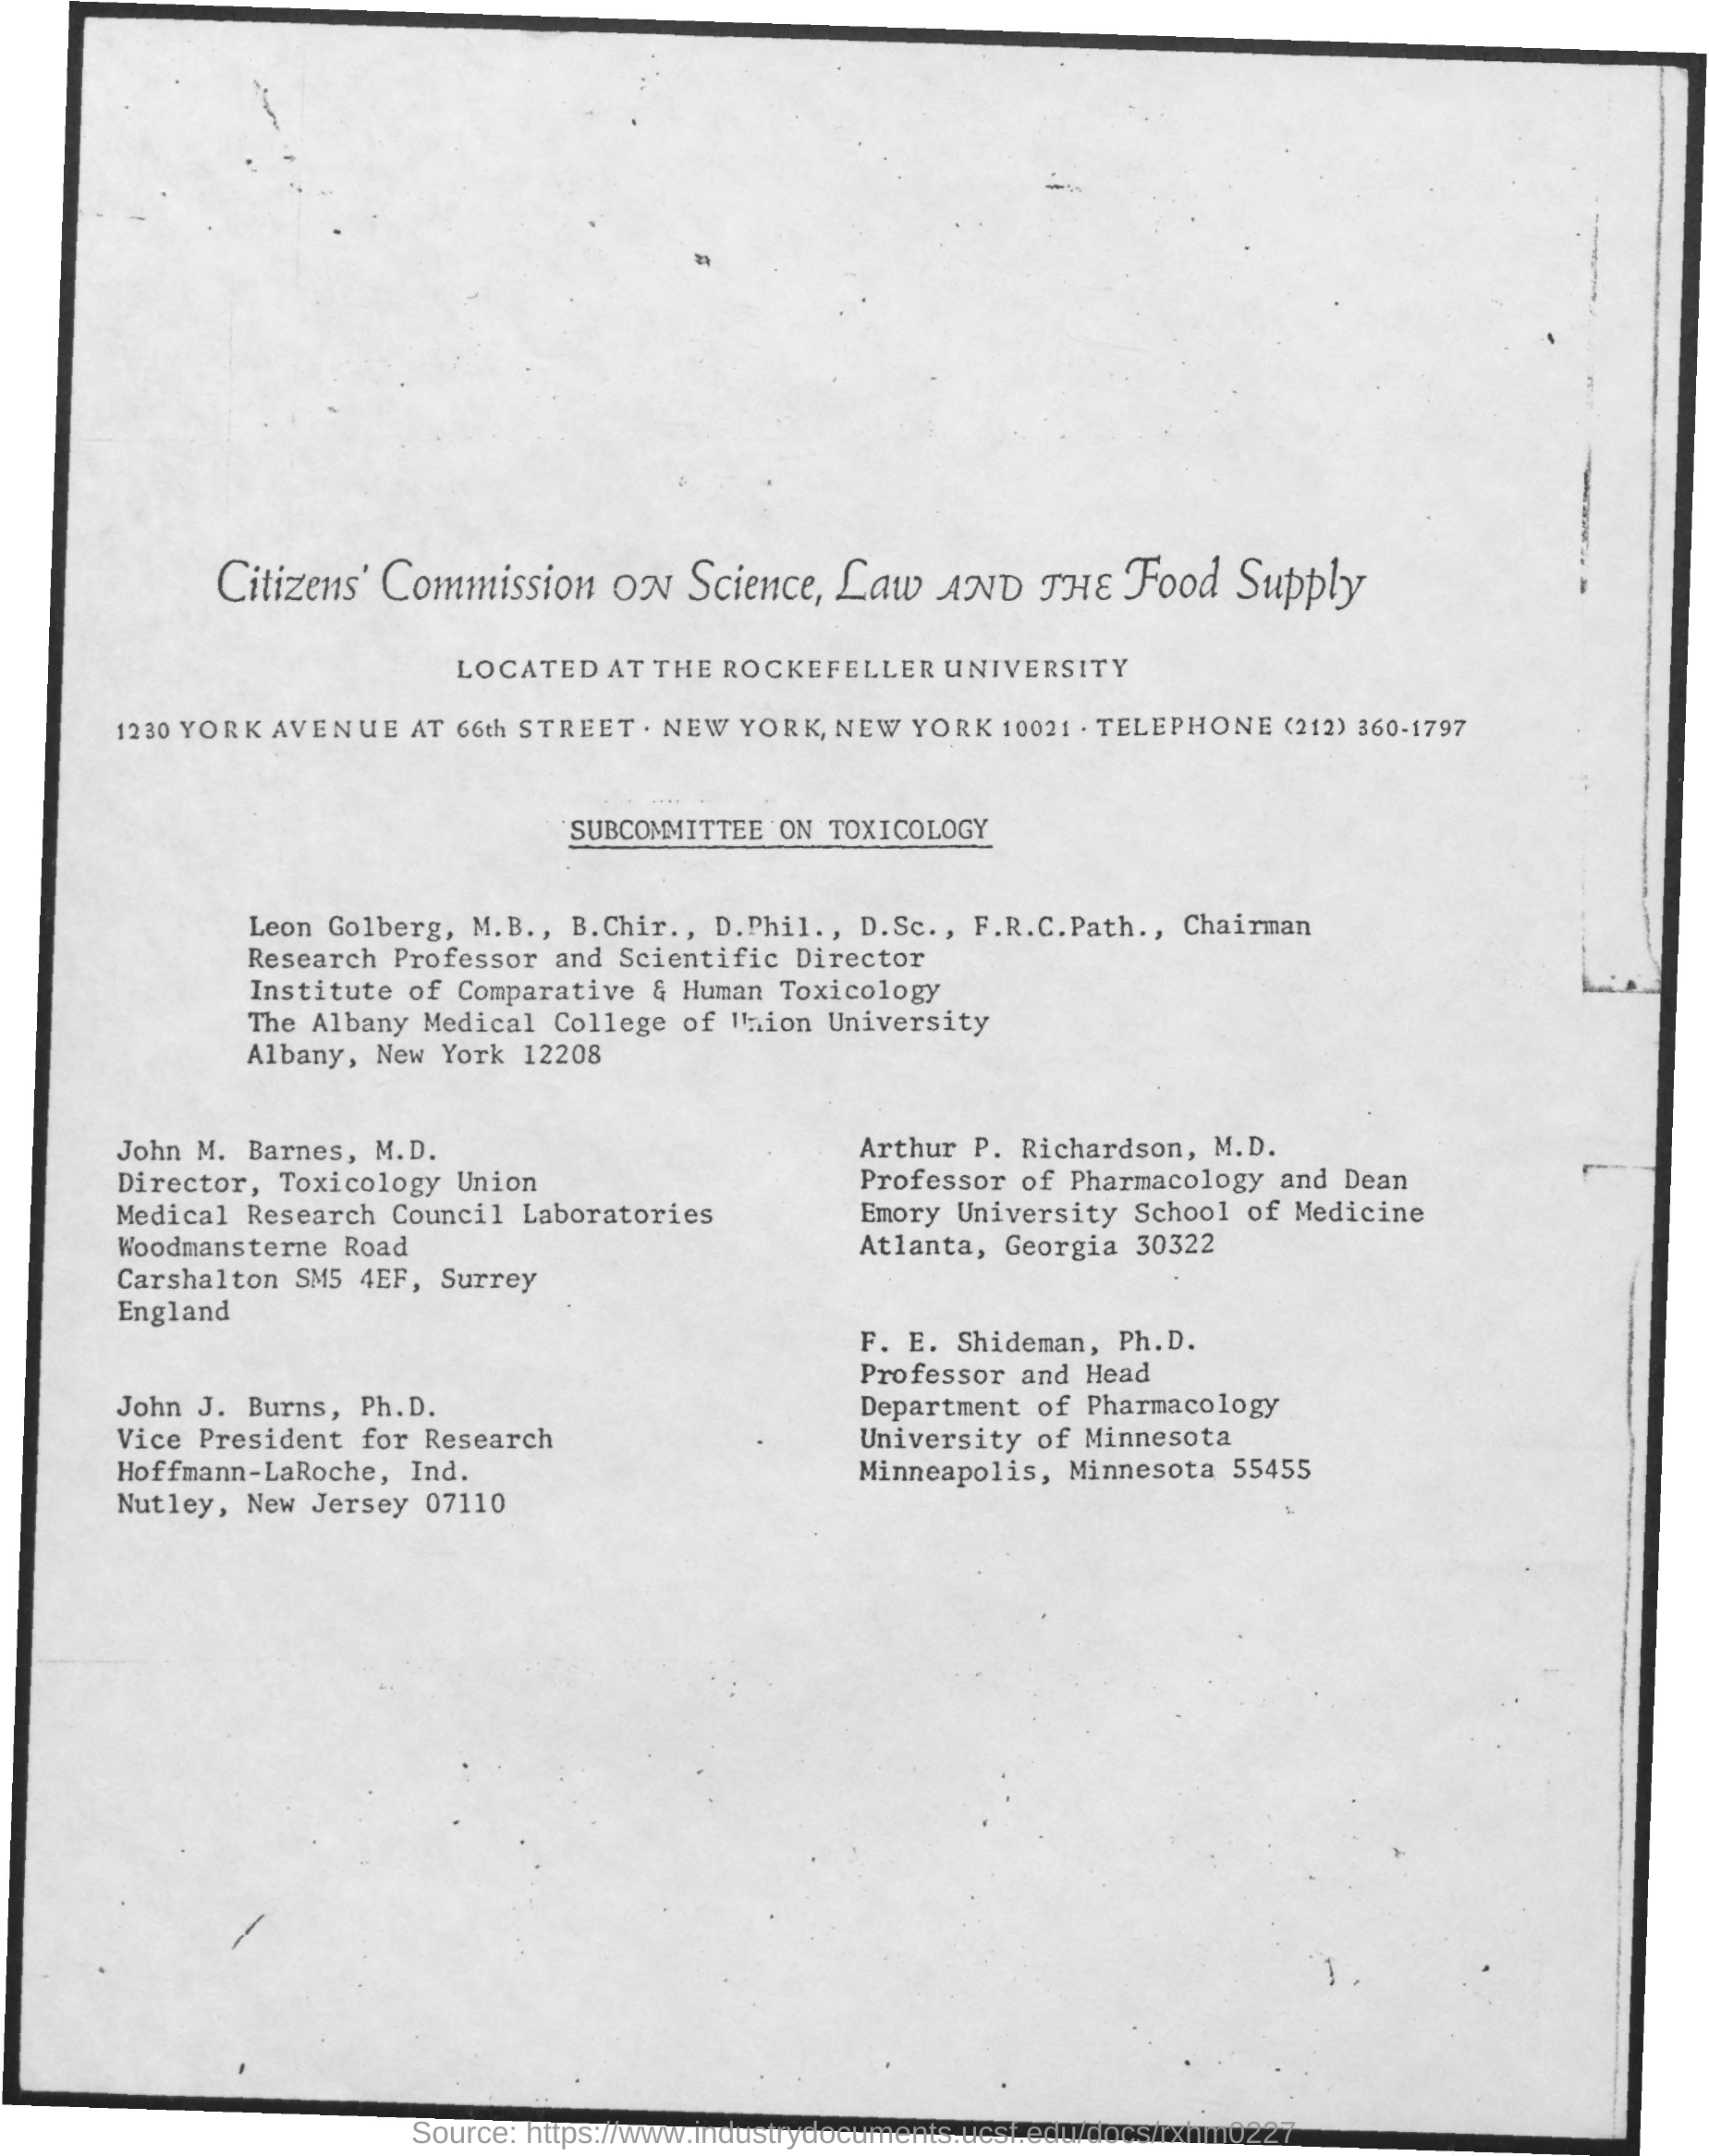 Citizens' Commission ON Science, Law AND THE Food Supply
LOCATED AT THE ROCKEFELLER UNIVERSITY
1230 YORK AVENUE AT 66th STREET · NEW YORK, NEW YORK 10021 · TELEPHONE (212) 360-1797
SUBCOMMITTEE ON TOXICOLOGY
Leon Golberg, M.B., B.Chir., D.Phil., D.Sc., F.R.C.Path., Chairman
Research Professor and Scientific Director
Institute of Comparative & Human Toxicology
The Albany Medical College of Union University
Albany, New York 12208
John M. Barnes, M.D.
Director, Toxicology Union
Medical Research Council Laboratories
Woodmansterne Road
Carshalton SM5 4EF, Surrey
England
John J. Burns, Ph.D.
Vice President for Research
Hoffmann-LaRoche, Ind.
Nutley, New Jersey 07110
Arthur P. Richardson, M.D.
Professor of Pharmacology and Dean
Emory University School of Medicine
Atlanta, Georgia 30322
F. E. Shideman, Ph.D.
Professor and Head
Department of Pharmacology
University of Minnesota
Minneapolis, Minnesota 55455
Source: https://www.industrydocuments.ucsf.edu/docs/rxhm0227